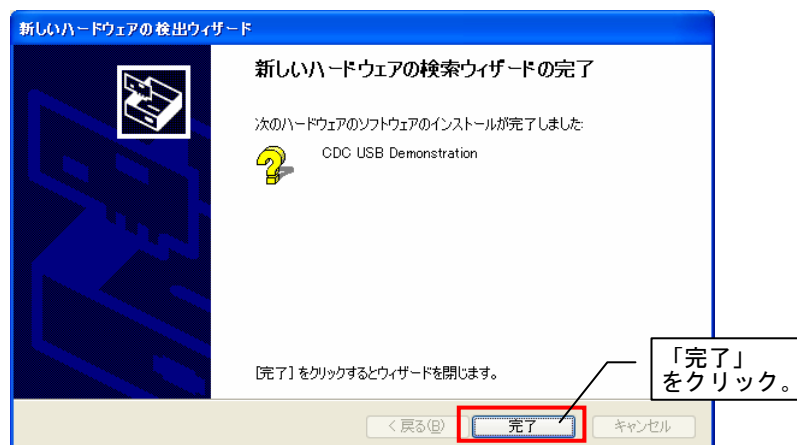 新しいハードウェアの検出ウィザード
新しいハードウェアの検索ウィザードの完了
次のハードウェアのソフトウェアのインストールが完了しました:
CDC USB Demonstration
[完了] をクリックするとウィザードを閉じます。
「完了」
をクリック。
< 戻る(B)
完了
キャンセル